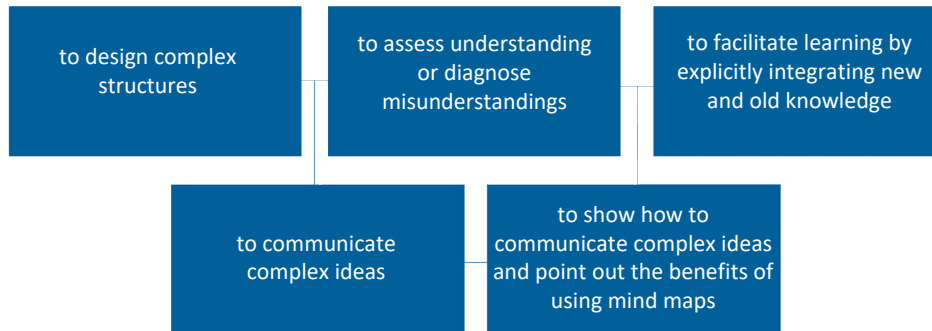 to design complex
structures
to assess understanding
or diagnose
misunderstandings
to facilitate learning by
explicitly integrating new
and old knowledge
to communicate
complex ideas
to show how to
communicate complex ideas
and point out the benefits of
using mind maps